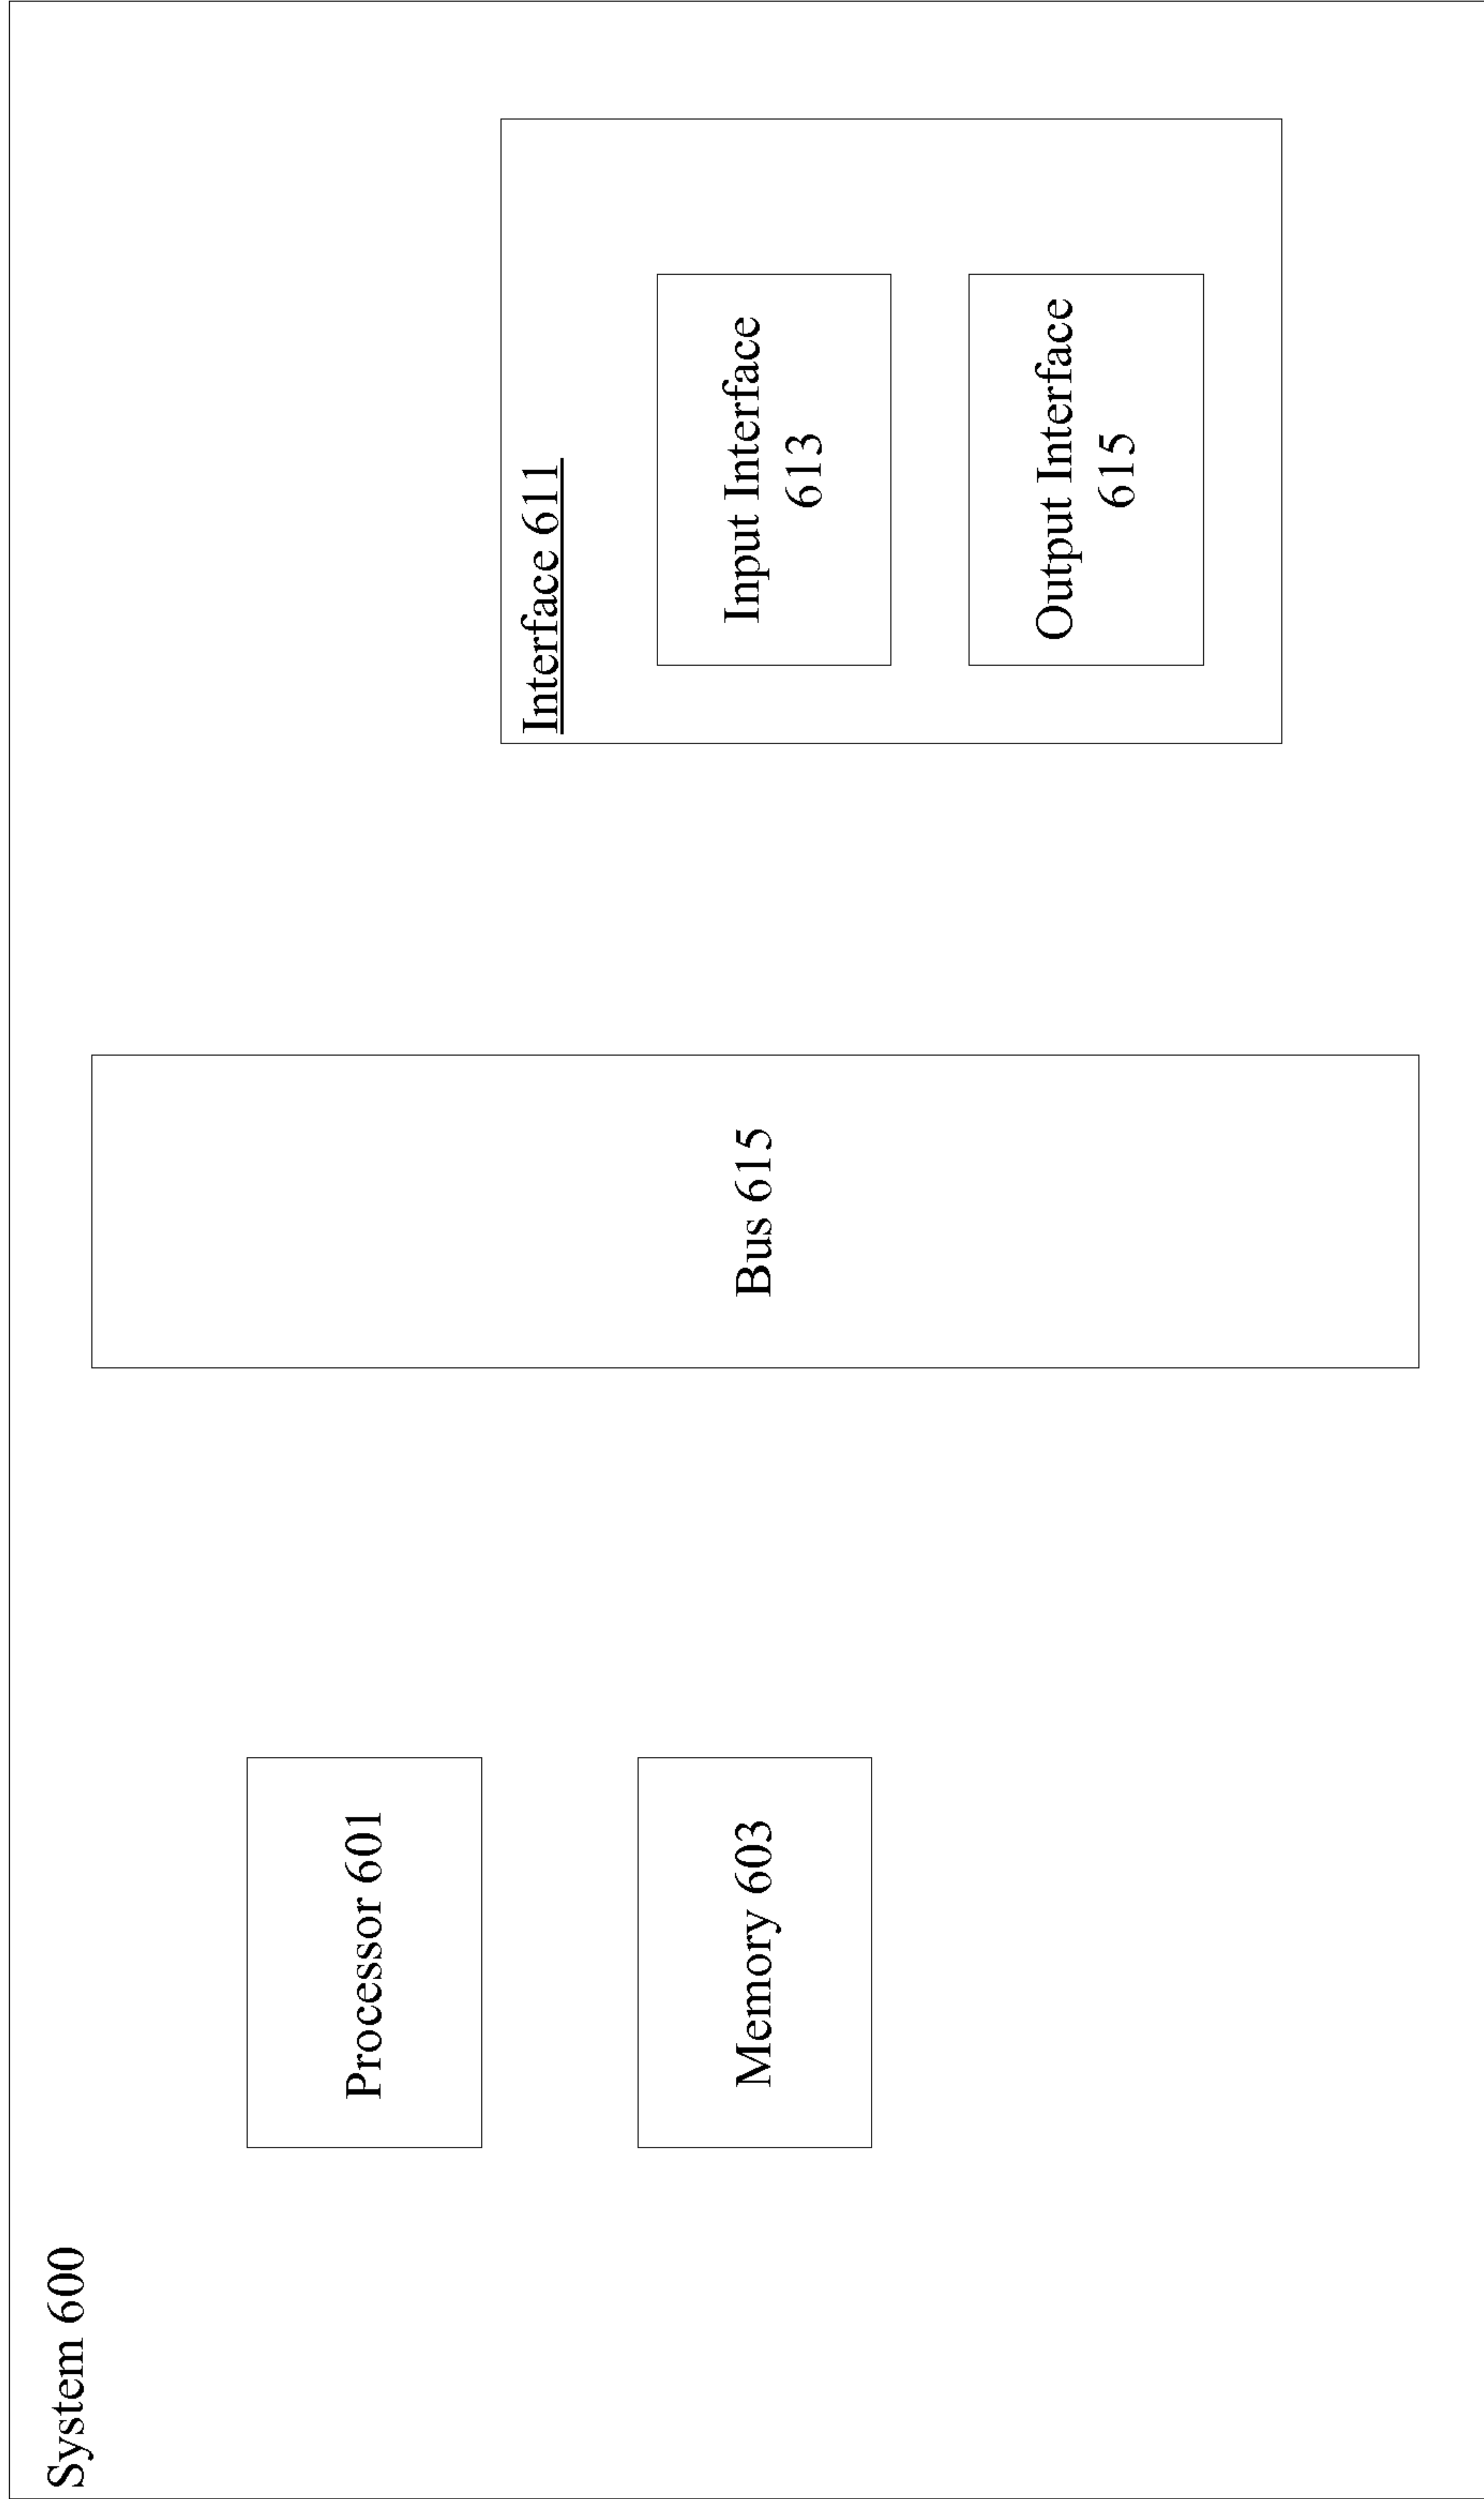 System 600
Processor 601
Memory 603
Bus 615
Interface 611
Input Interface
613
Output Interface
615